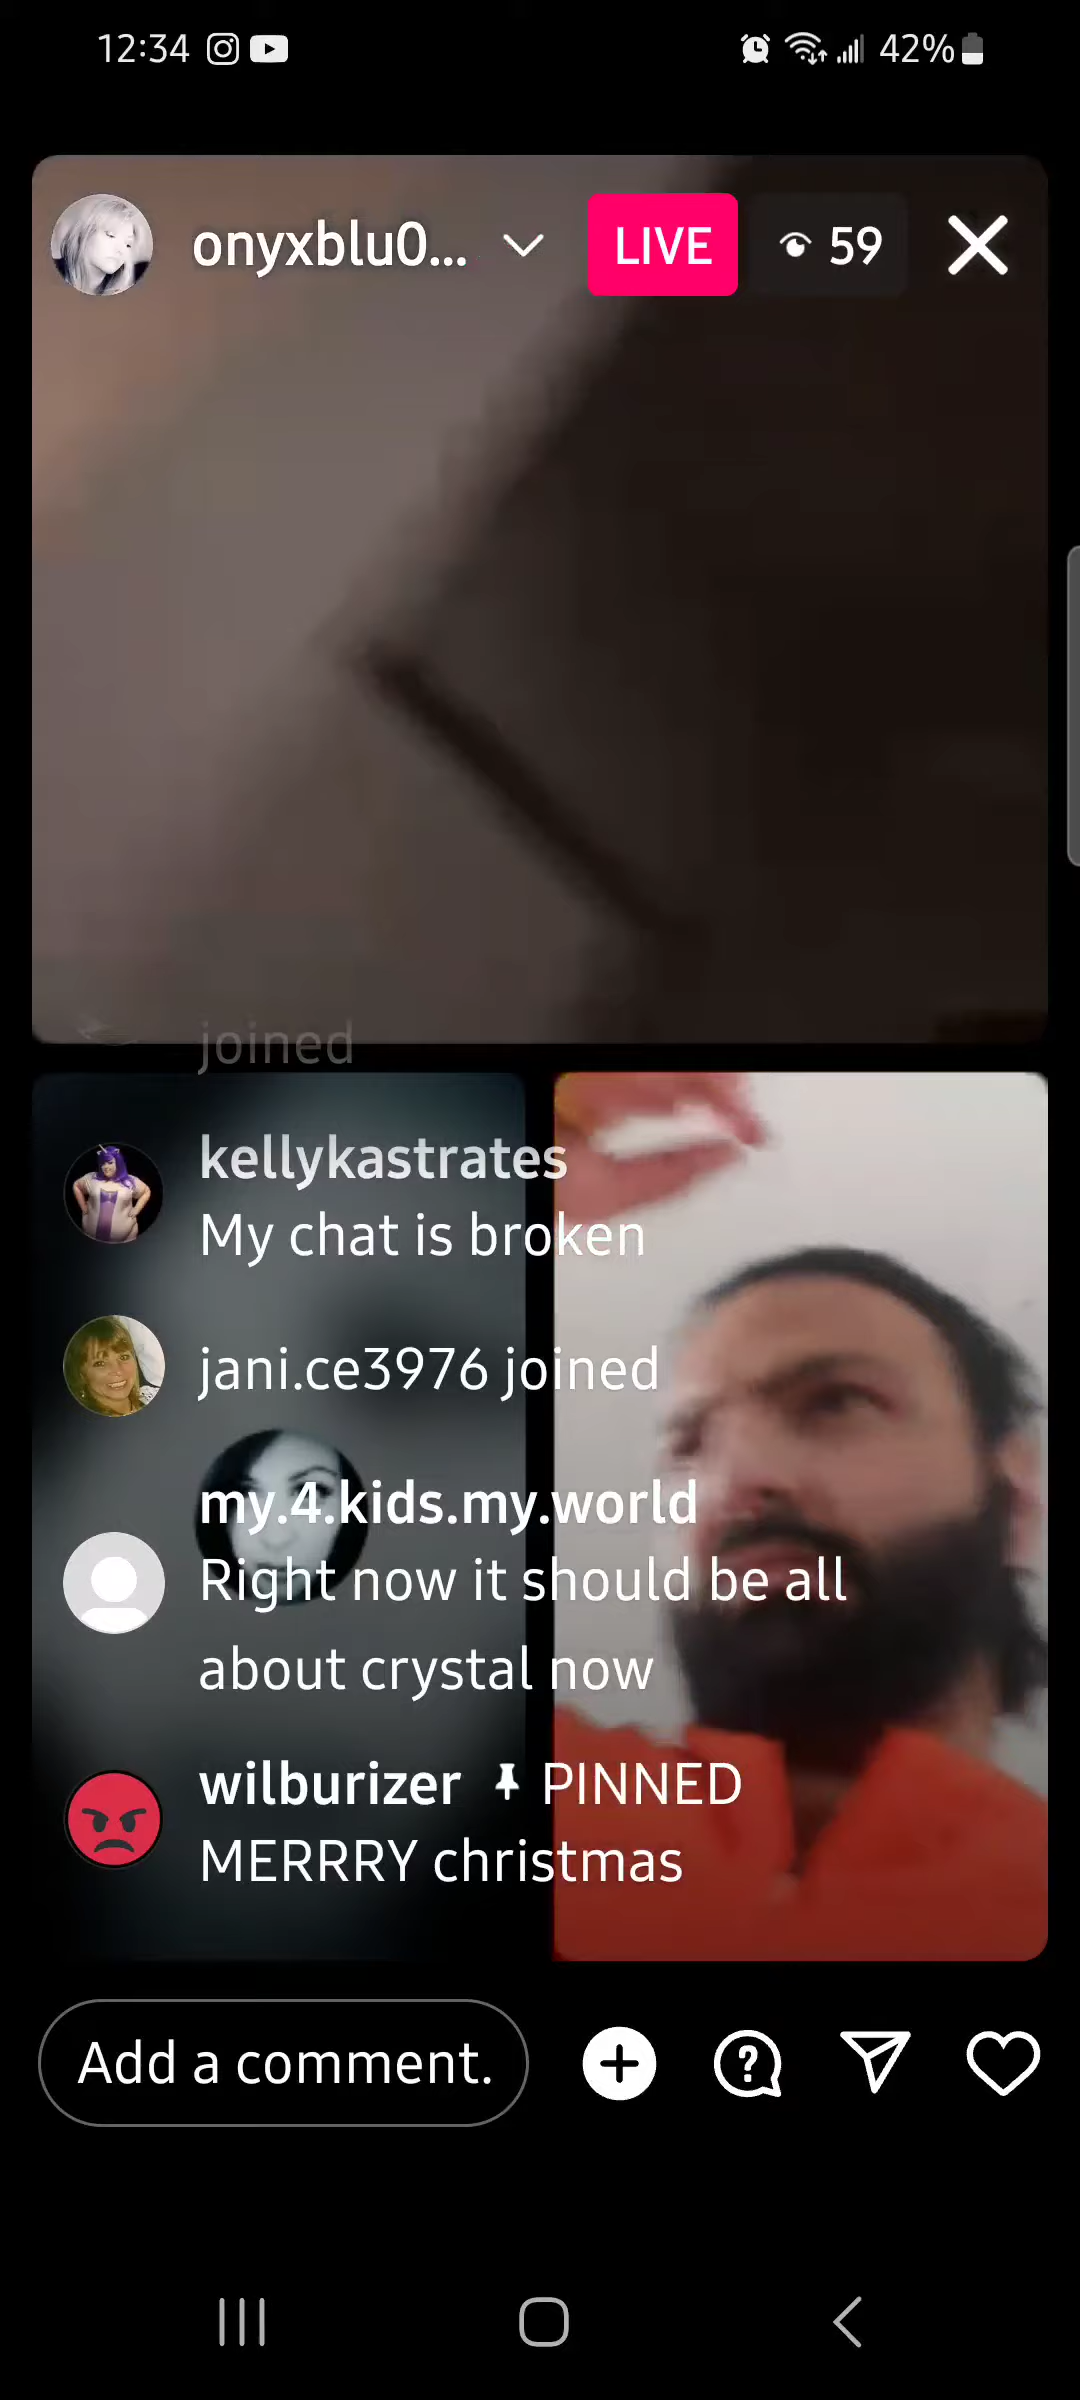 12:34 42%
onyxblu0... LIVE 59
joined
kellykastrates
My chat is broken
jani.ce3976 joined
my.4.kids.my.world
Right now it should be all
about crystal now
wilburizer PINNED
MERRRY christmas
Add a comment.